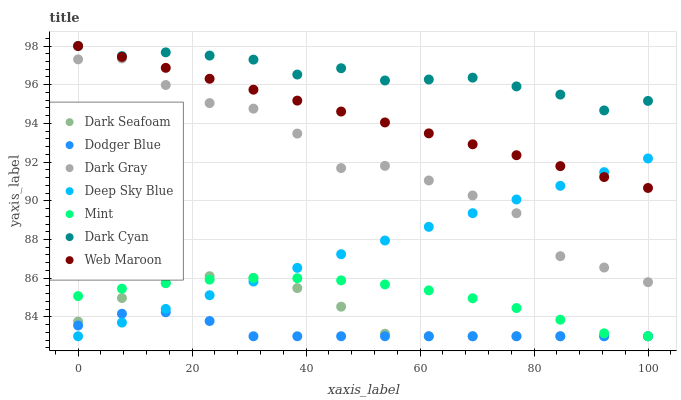 title
yaxis_label
98
96
94
92
90
88
86
84
Dark Seafoam
Dodger Blue
Dark Gray
Deep Sky Blue
Mint
Dark Cyan
Web Maroon
0
20
40
60
80
100
xaxis_label